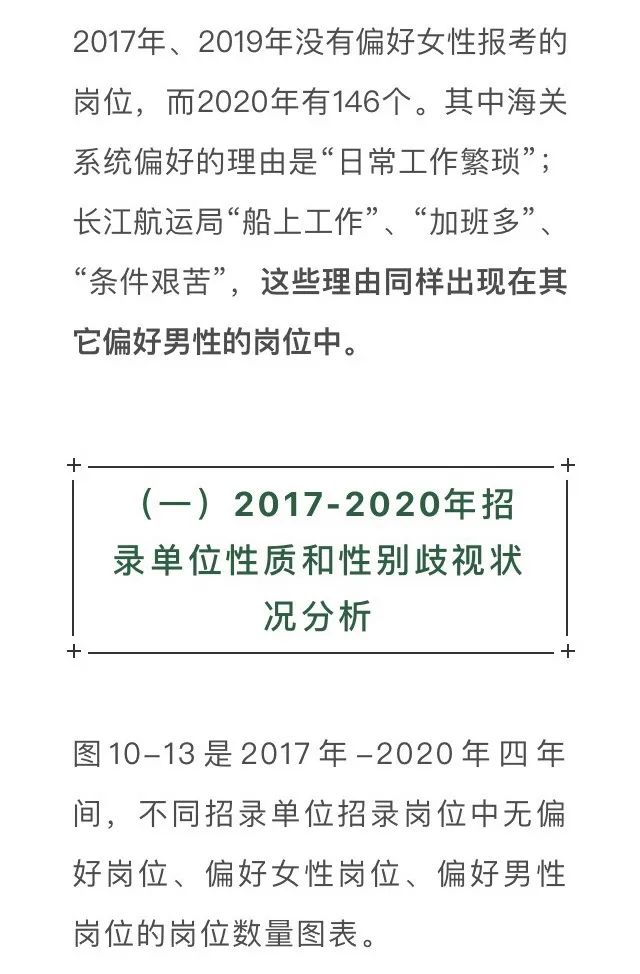 2017年、2019年没有偏好女性报考的
岗位，而2020年有146个。其中海关
系统偏好的理由是“日常工作繁琐”；
长江航运局“船上工作”、“加班多”、
“条件艰苦”，这些理由同样出现在其
它偏好男性的岗位中。
（一）2017-2020年招
录单位性质和性别歧视状
况分析
图10–13是2017年–2020年四年
间，不同招录单位招录岗位中无偏
好岗位、偏好女性岗位、偏好男性
岗位的岗位数量图表。